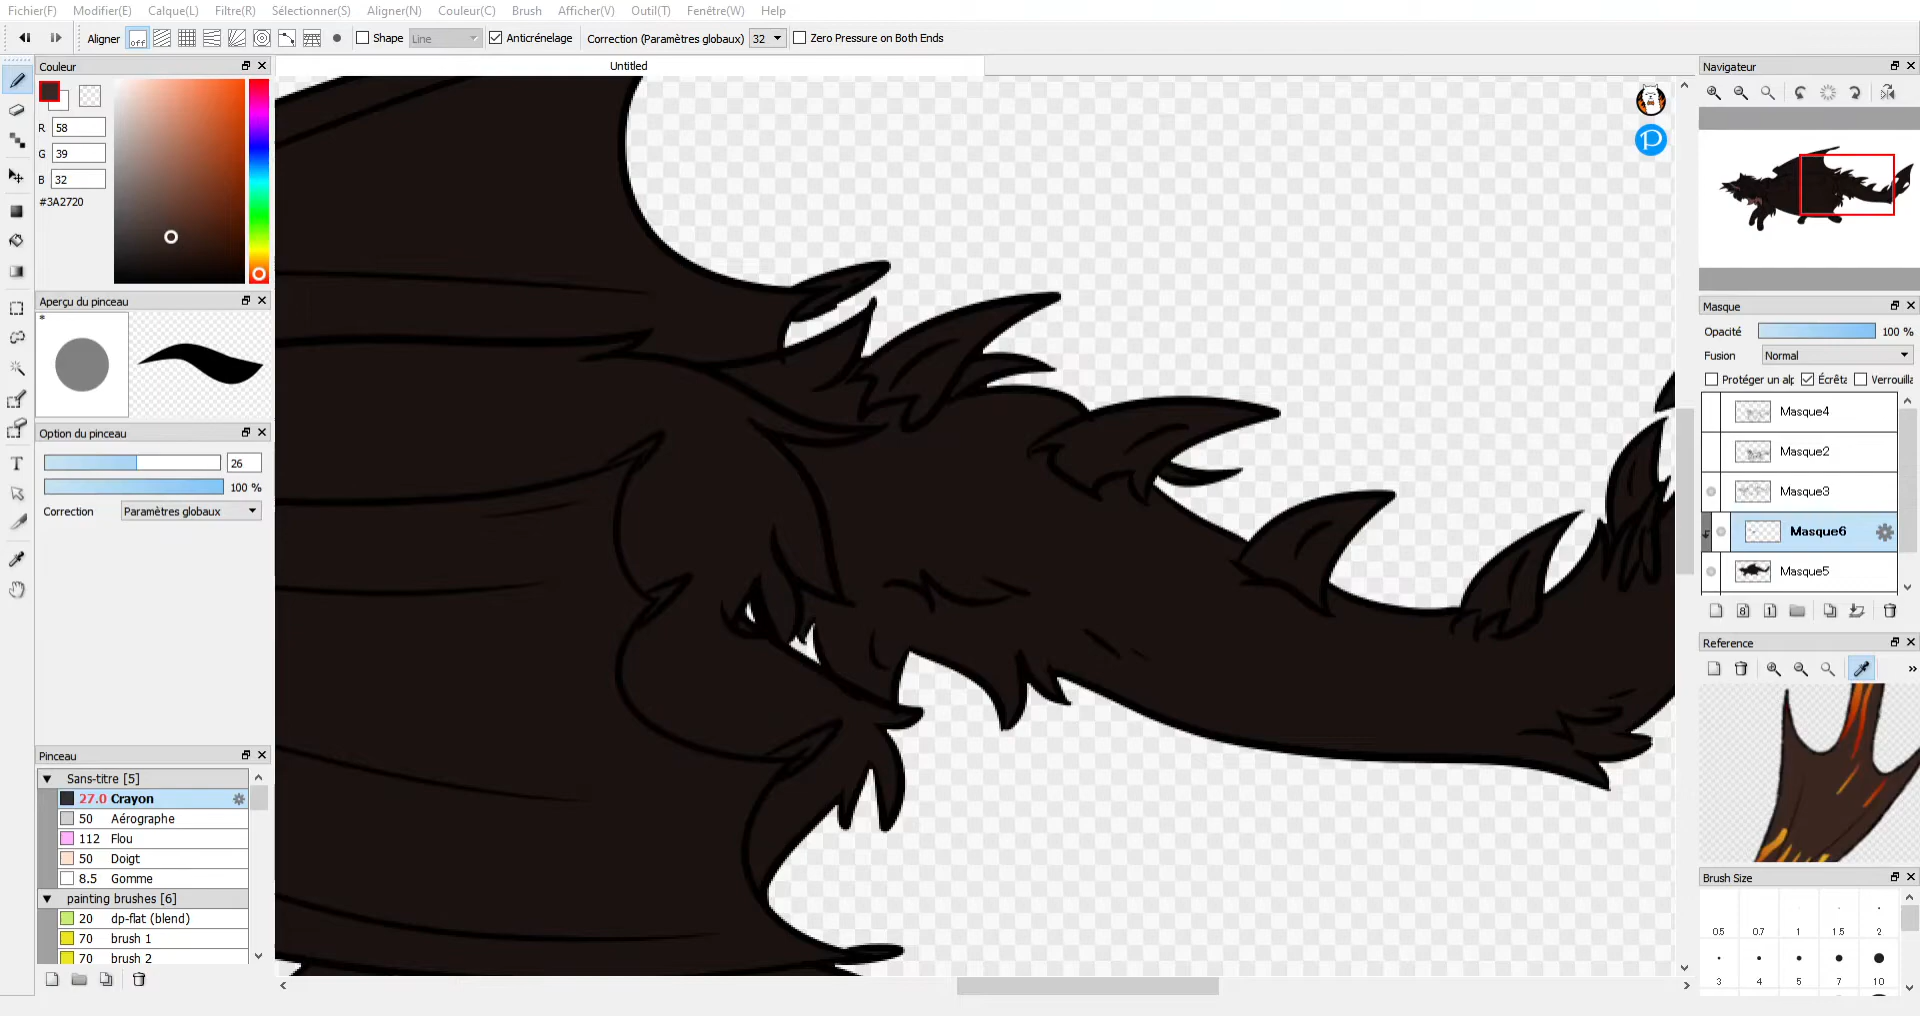 Fichier(F) Modifier(E) Calque(L) Filtre(R) Sélectionner(S) Aligner(N) Couleur(C) Brush Afficher(V) Outil(T) Fenêtre(W) Help
Aligner off Shape Line Anticrénelage Correction (Paramètres globaux) 32 Zero Pressure on Both Ends
Untitled
Couleur
R 58
G 39
B 32
#3A2720
Aperçu du pinceau
*
Option du pinceau
26
100 %
Correction Paramètres globaux
Pinceau
Sans-titre [5]
27.0 Crayon
50 Aérographe
112 Flou
50 Doigt
8.5 Gomme
painting brushes [6]
20 dp-flat (blend)
70 brush 1
70 brush 2
T
P
Navigateur
Masque
Opacité 100 %
Fusion Normal
Protéger un alp Écrêta Verrouilla
Masque4
Masque2
Masque3
Masque6
Masque5
8 1
Reference
»
Brush Size
0.5 0.7 1 1.5 2
3 4 5 7 10